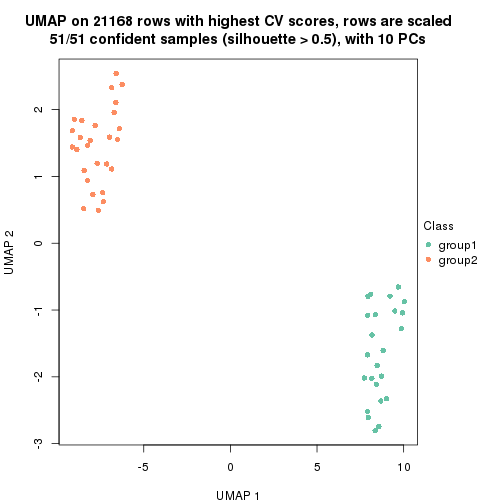 UMAP on 21168 rows with highest CV scores, rows are scaled
51/51 confident samples (silhouette > 0.5), with 10 PCs
2
1
0
-1
-2
-3
UMAP 2
-5
0
5
10
UMAP 1
Class
group1
group2